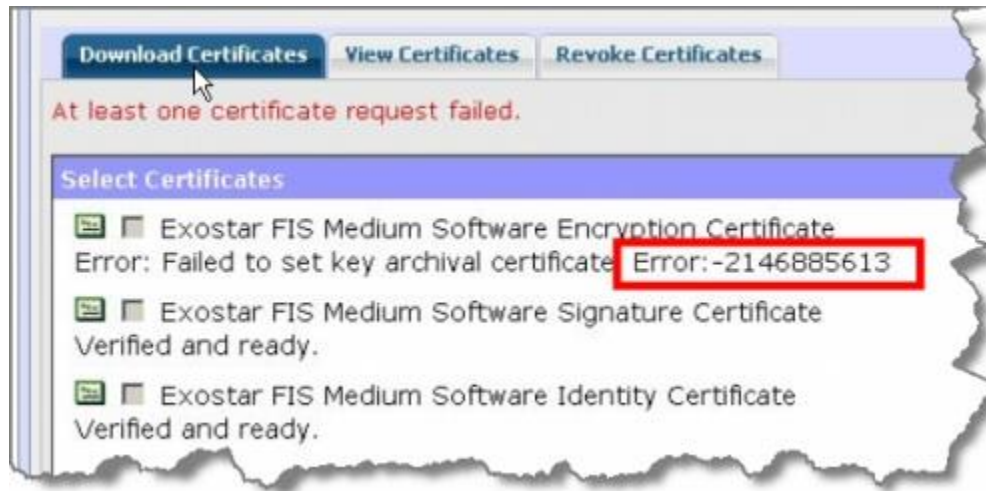 Download Certificates View Certificates Revoke Certificates
At least one certificate request failed.
Select Certificates
Exostar FIS Medium Software Encryption Certificate
Error: Failed to set key archival certificate Error:-2146885613
Exostar FIS Medium Software Signature Certificate
Verified and ready.
Exostar FIS Medium Software Identity Certificate
Verified and ready.